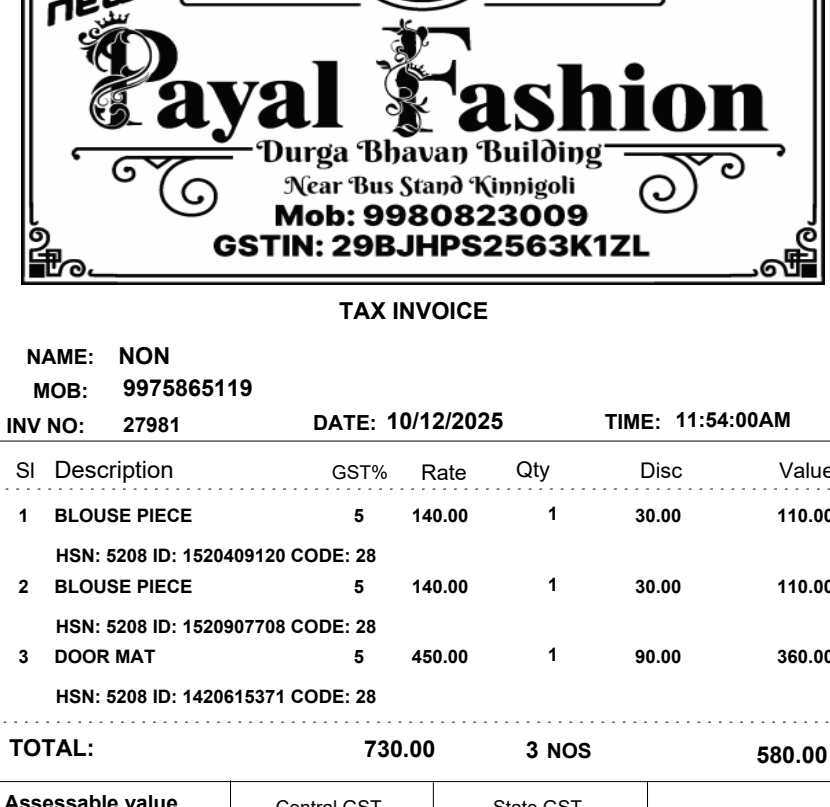 new
Payal Fashion
Durga Bhavan Building
Near Bus Stand Kinnigoli
Mob: 9980823009
GSTIN: 29BJHPS2563K1ZL
TAX INVOICE
NAME: NON
MOB: 9975865119
INV NO: 27981 DATE: 10/12/2025 TIME: 11:54:00AM
Sl Description GST% Rate Qty Disc Value
1 BLOUSE PIECE 5 140.00 1 30.00 110.00
HSN: 5208 ID: 1520409120 CODE: 28
2 BLOUSE PIECE 5 140.00 1 30.00 110.00
HSN: 5208 ID: 1520907708 CODE: 28
3 DOOR MAT 5 450.00 1 90.00 360.00
HSN: 5208 ID: 1420615371 CODE: 28
TOTAL: 730.00 3 NOS 580.00
Assessable value Central GST State GST